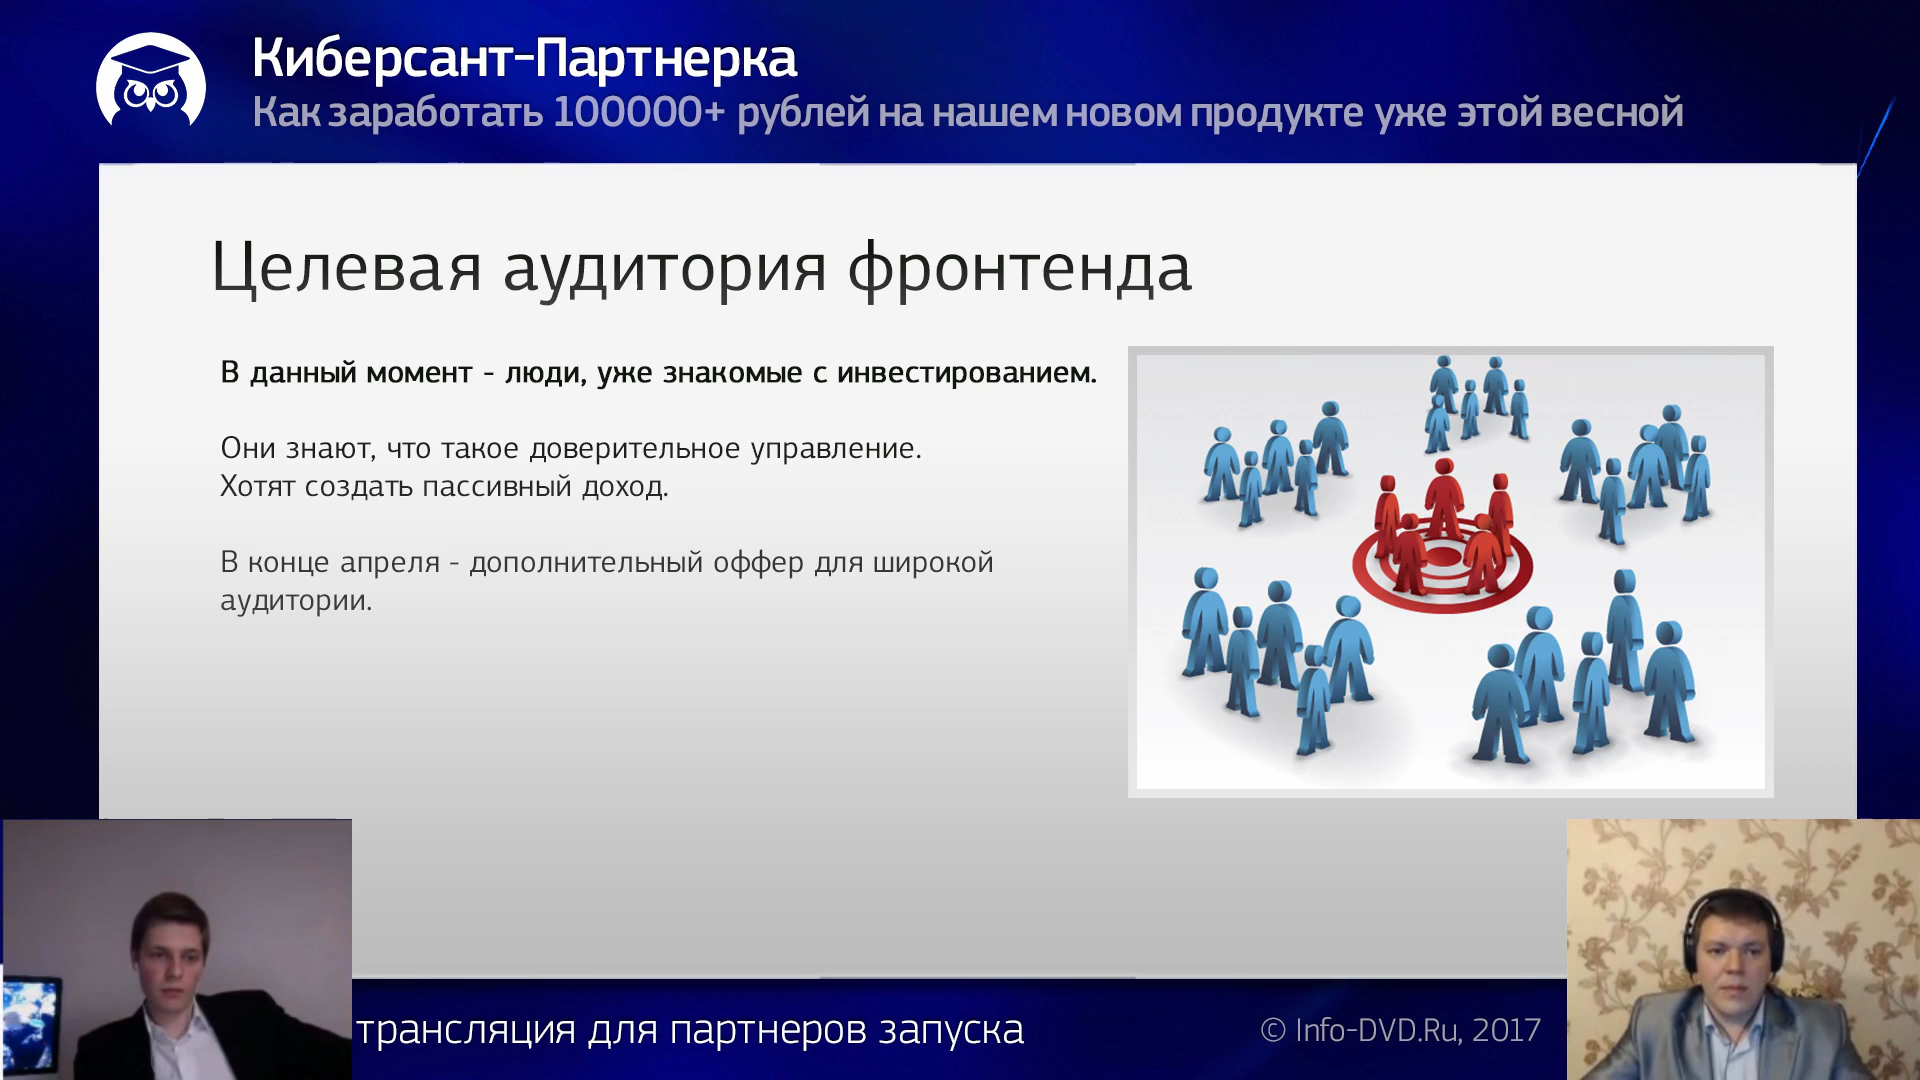 Киберсант-Партнерка
Как заработать 100000+ рублей на нашем новом продукте уже этой весной
Целевая аудитория фронтенда
В данный момент - люди, уже знакомые с инвестированием.
Они знают, что такое доверительное управление.
Хотят создать пассивный доход.
В конце апреля - дополнительный оффер для широкой
аудитории.
трансляция для партнеров запуска
© Info-DVD.Ru, 2017